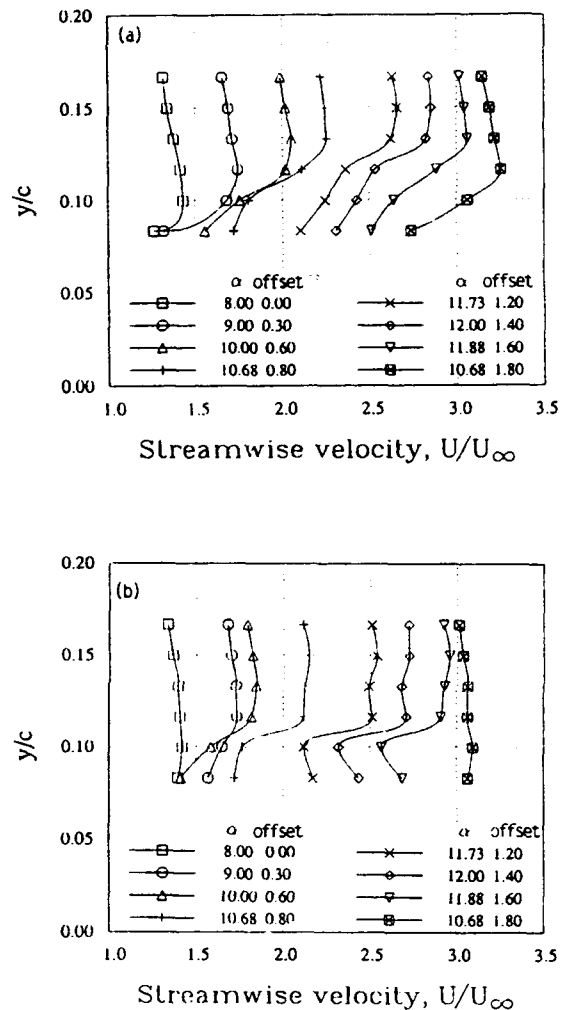 0.20
(a)
0.15
0.10
y/c
0.05
0.00
α offset
8.00 0.00
9.00 0.30
10.00 0.60
10.68 0.80
α offset
11.73 1.20
12.00 1.40
11.88 1.60
10.68 1.80
1.0 1.5 2.0 2.5 3.0 3.5
Streamwise velocity, U/U∞
0.20
(b)
0.15
0.10
y/c
0.05
0.00
α offset
8.00 0.00
9.00 0.30
10.00 0.60
10.68 0.80
α offset
11.73 1.20
12.00 1.40
11.88 1.60
10.68 1.80
1.0 1.5 2.0 2.5 3.0 3.5
Streamwise velocity, U/U∞